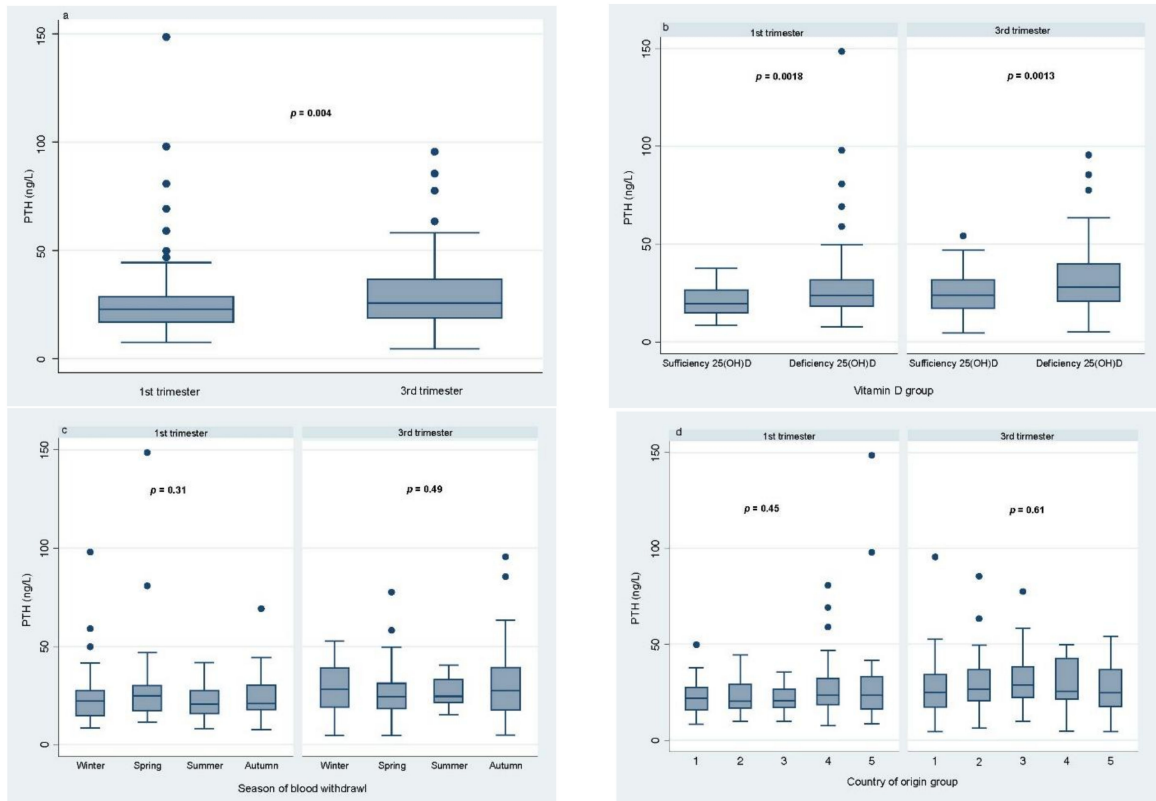 a
150
100
50
0
PTH (ng/L)
p = 0.004
1st trimester 3rd trimester
b
1st trimester 3rd trimester
150
100
50
0
PTH (ng/L)
p = 0.0018 p = 0.0013
Sufficiency 25(OH)D Deficiency 25(OH)D Sufficiency 25(OH)D Deficiency 25(OH)D
Vitamin D group
c
1st trimester 3rd trimester
150
100
50
0
PTH (ng/L)
p = 0.31 p = 0.49
Winter Spring Summer Autumn Winter Spring Summer Autumn
Season of blood withdrawl
d
1st trimester 3rd tirmester
150
100
50
0
PTH (ng/L)
p = 0.45 p = 0.61
1 2 3 4 5 1 2 3 4 5
Country of origin group